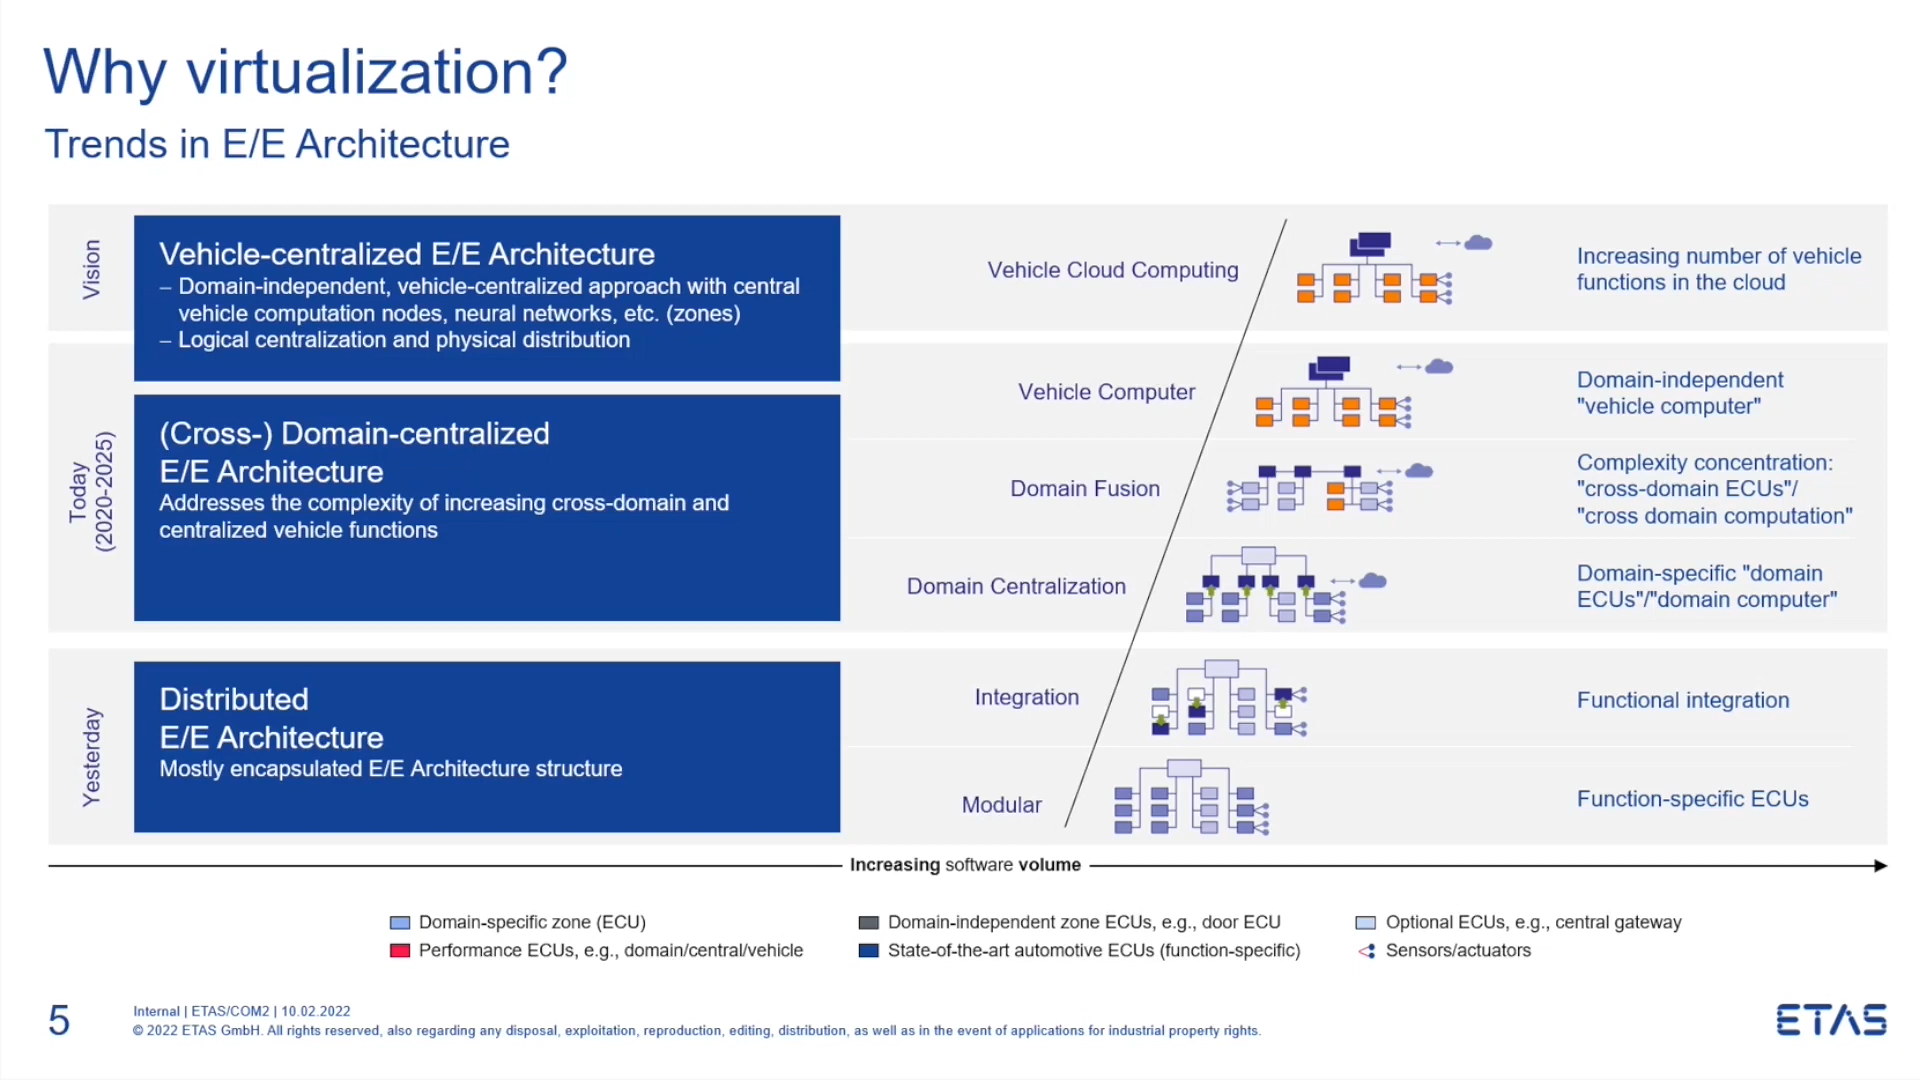 Why virtualization?
Trends in E/E Architecture
Vision
Vehicle-centralized E/E Architecture
– Domain-independent, vehicle-centralized approach with central
vehicle computation nodes, neural networks, etc. (zones)
– Logical centralization and physical distribution
Vehicle Cloud Computing
Increasing number of vehicle
functions in the cloud
Today
(2020-2025)
(Cross-) Domain-centralized
E/E Architecture
Addresses the complexity of increasing cross-domain and
centralized vehicle functions
Vehicle Computer
Domain-independent
"vehicle computer"
Domain Fusion
Complexity concentration:
"cross-domain ECUs"/
"cross domain computation"
Domain Centralization
Domain-specific "domain
ECUs"/"domain computer"
Yesterday
Distributed
E/E Architecture
Mostly encapsulated E/E Architecture structure
Integration
Functional integration
Modular
Function-specific ECUs
Increasing software volume
Domain-specific zone (ECU)
Domain-independent zone ECUs, e.g., door ECU
Optional ECUs, e.g., central gateway
Performance ECUs, e.g., domain/central/vehicle
State-of-the-art automotive ECUs (function-specific)
Sensors/actuators
5
Internal | ETAS/COM2 | 10.02.2022
© 2022 ETAS GmbH. All rights reserved, also regarding any disposal, exploitation, reproduction, editing, distribution, as well as in the event of applications for industrial property rights.
ETAS